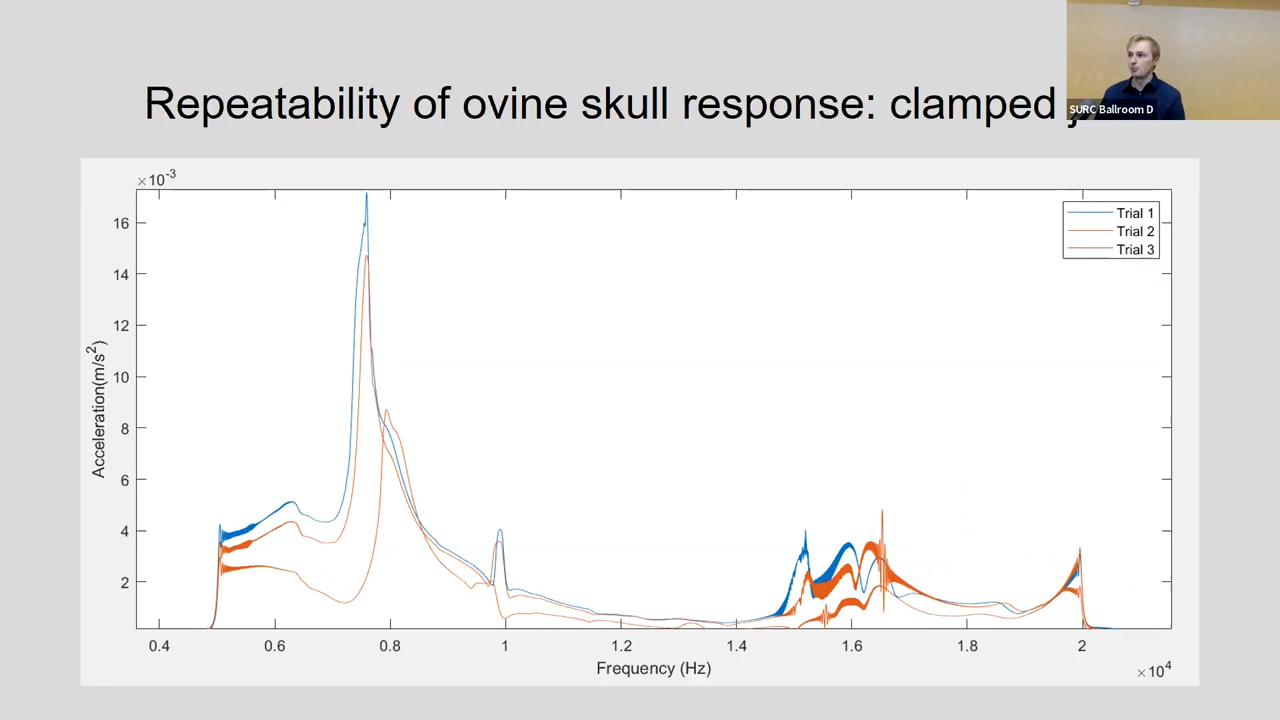 Repeatability of ovine skull response: clamped
SURC Ballroom D
×10-3
Trial 1
Trial 2
Trial 3
16
14
12
10
8
6
4
2
Acceleration(m/s2)
0.4 0.6 0.8 1 1.2 1.4 1.6 1.8 2
Frequency (Hz)
×104